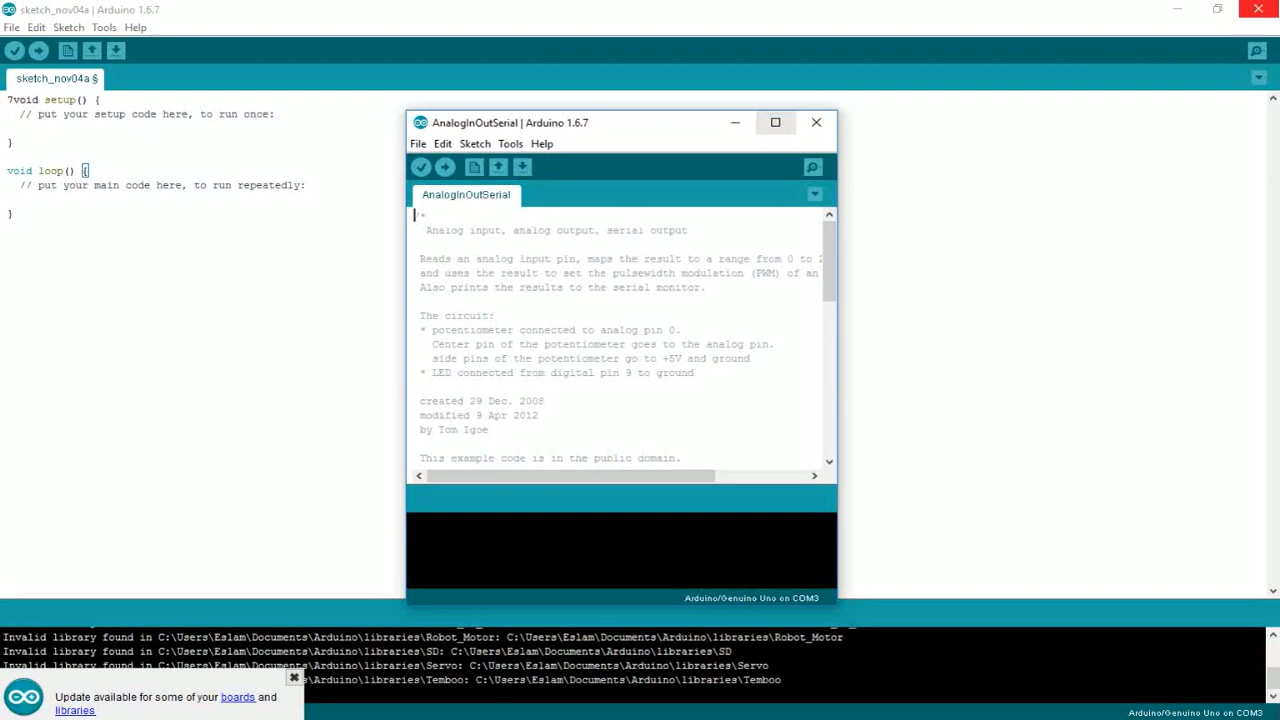 sketch_nov04a | Arduino 1.6.7
File Edit Sketch Tools Help
sketch_nov04a §
7void setup() {
// put your setup code here, to run once:
}
void loop() {
// put your main code here, to run repeatedly:
}
AnalogInOutSerial | Arduino 1.6.7
File Edit Sketch Tools Help
AnalogInOutSerial
/*
Analog input, analog output, serial output
Reads an analog input pin, maps the result to a range from 0 to 2
and uses the result to set the pulsewidth modulation (PWM) of an
Also prints the results to the serial monitor.
The circuit:
* potentiometer connected to analog pin 0.
Center pin of the potentiometer goes to the analog pin.
side pins of the potentiometer go to +5V and ground
* LED connected from digital pin 9 to ground
created 29 Dec. 2008
modified 9 Apr 2012
by Tom Igoe
This example code is in the public domain.
Arduino/Genuino Uno on COM3
Invalid library found in C:\Users\Eslam\Documents\Arduino\libraries\Robot_Motor: C:\Users\Eslam\Documents\Arduino\libraries\Robot_Motor
Invalid library found in C:\Users\Eslam\Documents\Arduino\libraries\SD: C:\Users\Eslam\Documents\Arduino\libraries\SD
Invalid library found in C:\Users\Eslam\Documents\Arduino\libraries\Servo: C:\Users\Eslam\Documents\Arduino\libraries\Servo
ts\Arduino\libraries\Temboo: C:\Users\Eslam\Documents\Arduino\libraries\Temboo
Update available for some of your boards and
libraries
Arduino/Genuino Uno on COM3